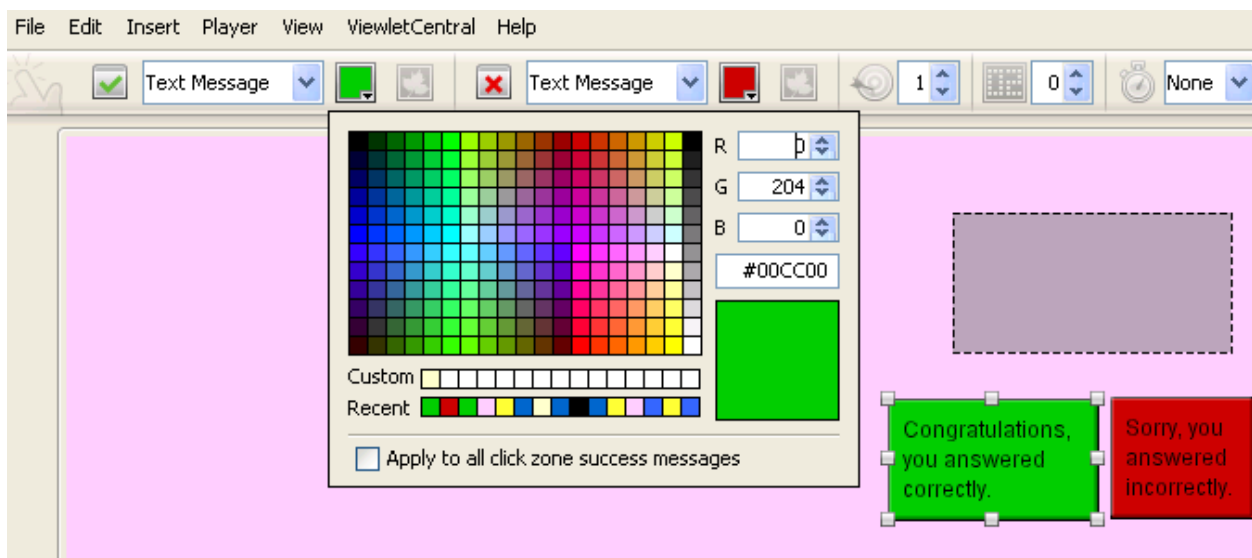 File Edit Insert Player View ViewletCentral Help
Text Message Text Message 1 0 None
R 0
G 204
B 0
#00CC00
Custom
Recent
Apply to all click zone success messages
Congratulations,
you answered
correctly.
Sorry, you
answered
incorrectly.